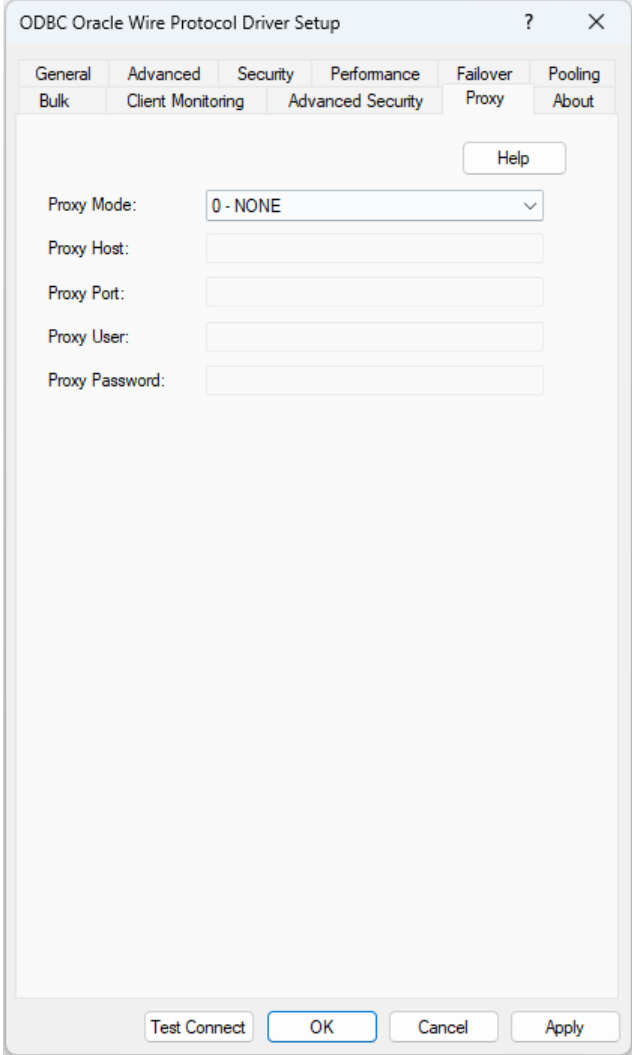 ODBC Oracle Wire Protocol Driver Setup ? ×
General Advanced Security Performance Failover Pooling
Bulk Client Monitoring Advanced Security Proxy About
Help
Proxy Mode: 0 - NONE
Proxy Host:
Proxy Port:
Proxy User:
Proxy Password:
Test Connect OK Cancel Apply